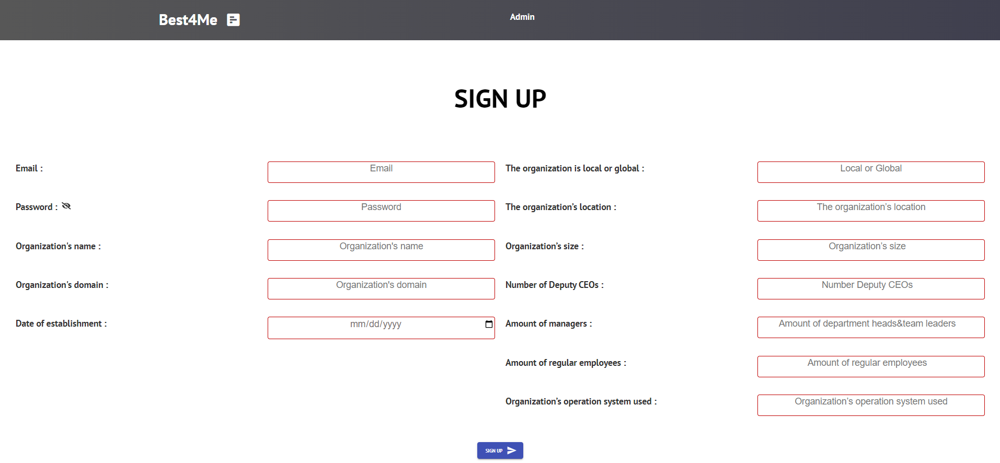 Best4Me
Admin
SIGN UP
Email :
Email
Password :
Password
Organization's name :
Organization's name
Organization's domain :
Organization's domain
Date of establishment :
mm/dd/yyyy
The organization is local or global :
Local or Global
The organization’s location :
The organization’s location
Organization’s size :
Organization’s size
Number of Deputy CEOs :
Number Deputy CEOs
Amount of managers :
Amount of department heads&team leaders
Amount of regular employees :
Amount of regular employees
Organization’s operation system used :
Organization’s operation system used
SIGN UP